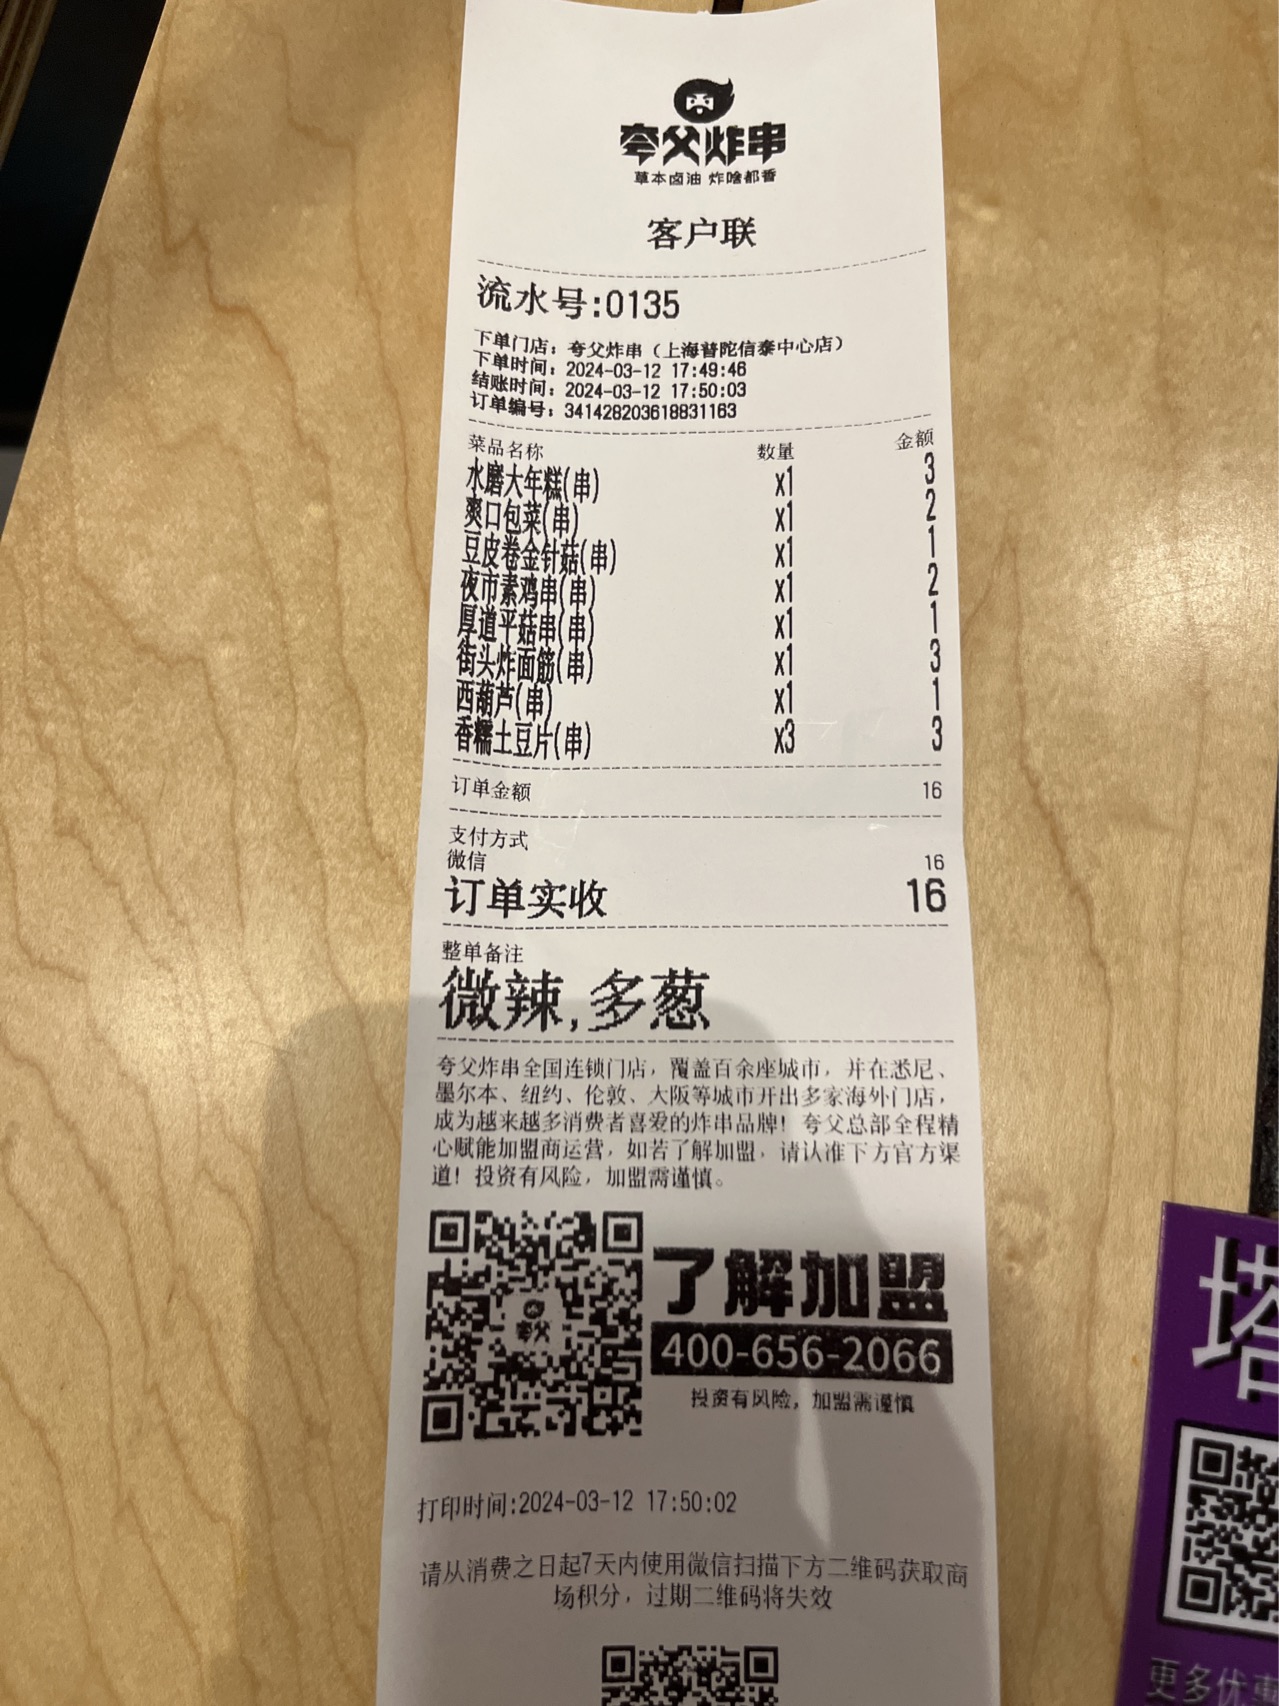 夸父炸串
草本卤油 炸啥都香
客户联
流水号:0135
下单门店: 夸父炸串（上海普陀信泰中心店）
下单时间: 2024-03-12 17:49:46
结账时间: 2024-03-12 17:50:03
订单编号: 341428203618831163
菜品名称 数量 金额
水磨大年糕(串) x1 3
爽口包菜(串) x1 2
豆皮卷金针菇(串) x1 1
夜市素鸡串(串) x1 2
厚道平菇串(串) x1 1
街头炸面筋(串) x1 3
西葫芦(串) x1 1
香糯土豆片(串) x3 3
订单金额 16
支付方式
微信 16
订单实收 16
整单备注
微辣,多葱
夸父炸串全国连锁门店，覆盖百余座城市，并在悉尼、
墨尔本、纽约、伦敦、大阪等城市开出多家海外门店，
成为越来越多消费者喜爱的炸串品牌！夸父总部全程精
心赋能加盟商运营，如若了解加盟，请认准下方官方渠
道！投资有风险，加盟需谨慎。
夸父
了解加盟
400-656-2066
投资有风险，加盟需谨慎
打印时间:2024-03-12 17:50:02
请从消费之日起7天内使用微信扫描下方二维码获取商
场积分，过期二维码将失效
塔
更多优惠